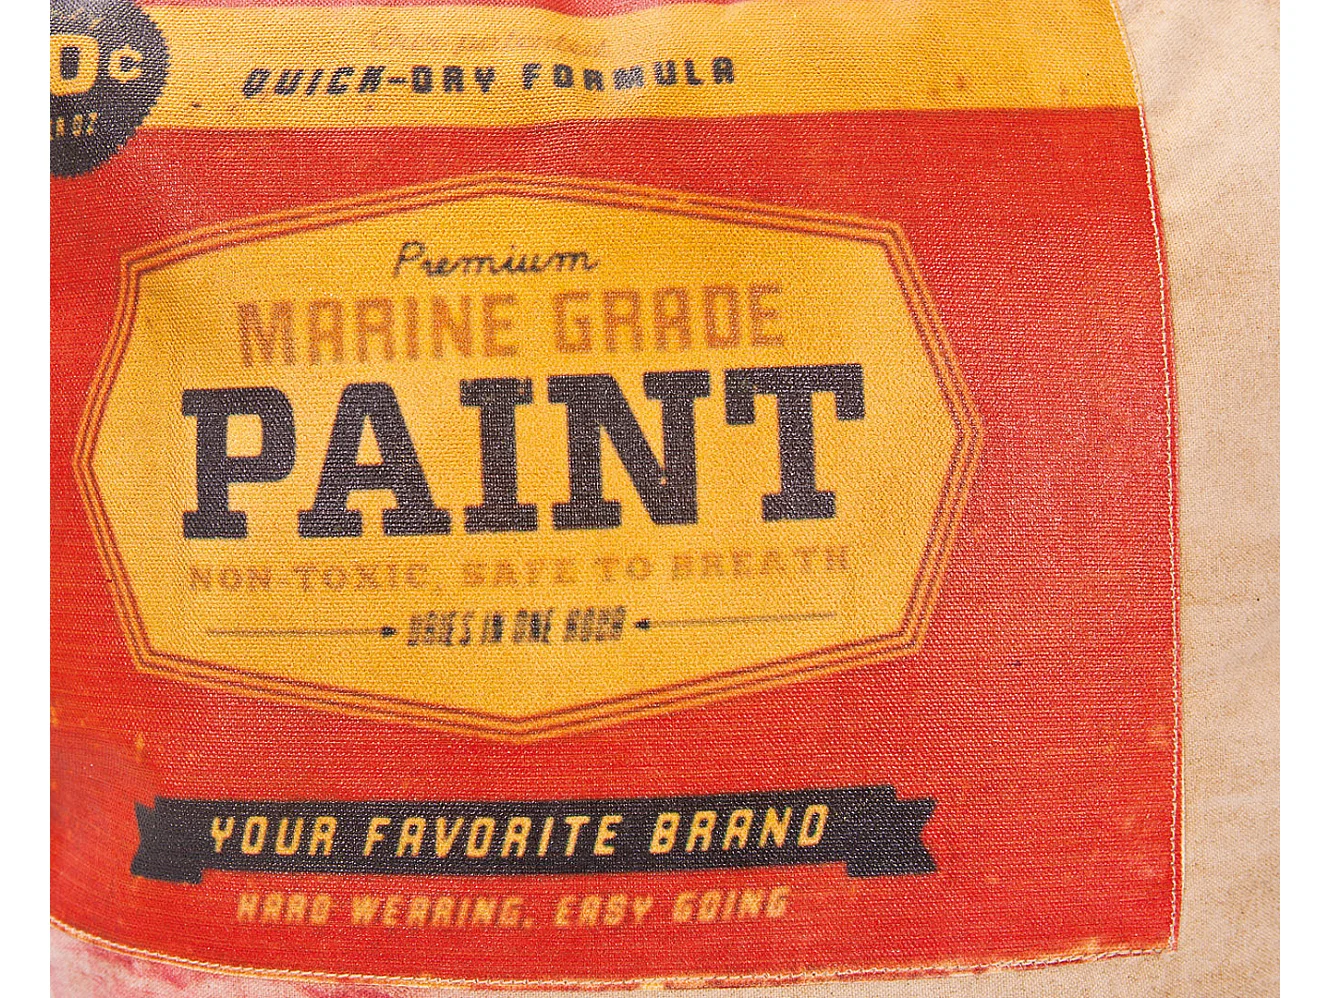 QUICK-DRY FORMULA
Premium
MARINE GRADE
PAINT
NON-TOXIC, SAFE TO BREATH
DRIES IN ONE HOUR
YOUR FAVORITE BRAND
HARD WEARING, EASY GOING